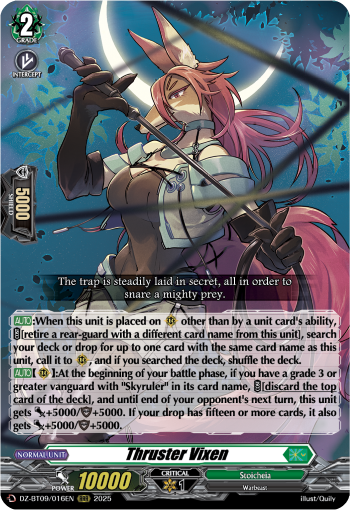 2
GRADE
INTERCEPT
5000
SHIELD
The trap is steadily laid in secret, all in order to
snare a mighty prey.
AUTO:When this unit is placed on other than by a unit card's ability,
[retire a rear-guard with a different card name from this unit], search
your deck or drop for up to one card with the same card name as this
unit, call it to , and if you searched the deck, shuffle the deck.
AUTO :At the beginning of your battle phase, if you have a grade 3 or
greater vanguard with "Skyruler" in its card name, [discard the top
card of the deck], and until end of your opponent's next turn, this unit
gets +5000/ +5000. If your drop has fifteen or more cards, it also
gets +5000/ +5000.
NORMAL UNIT
Thruster Vixen
POWER
10000
CRITICAL
1
Stoicheia
Warbeast
D DZ-BT09/016EN RRR 2025
illust/Quily